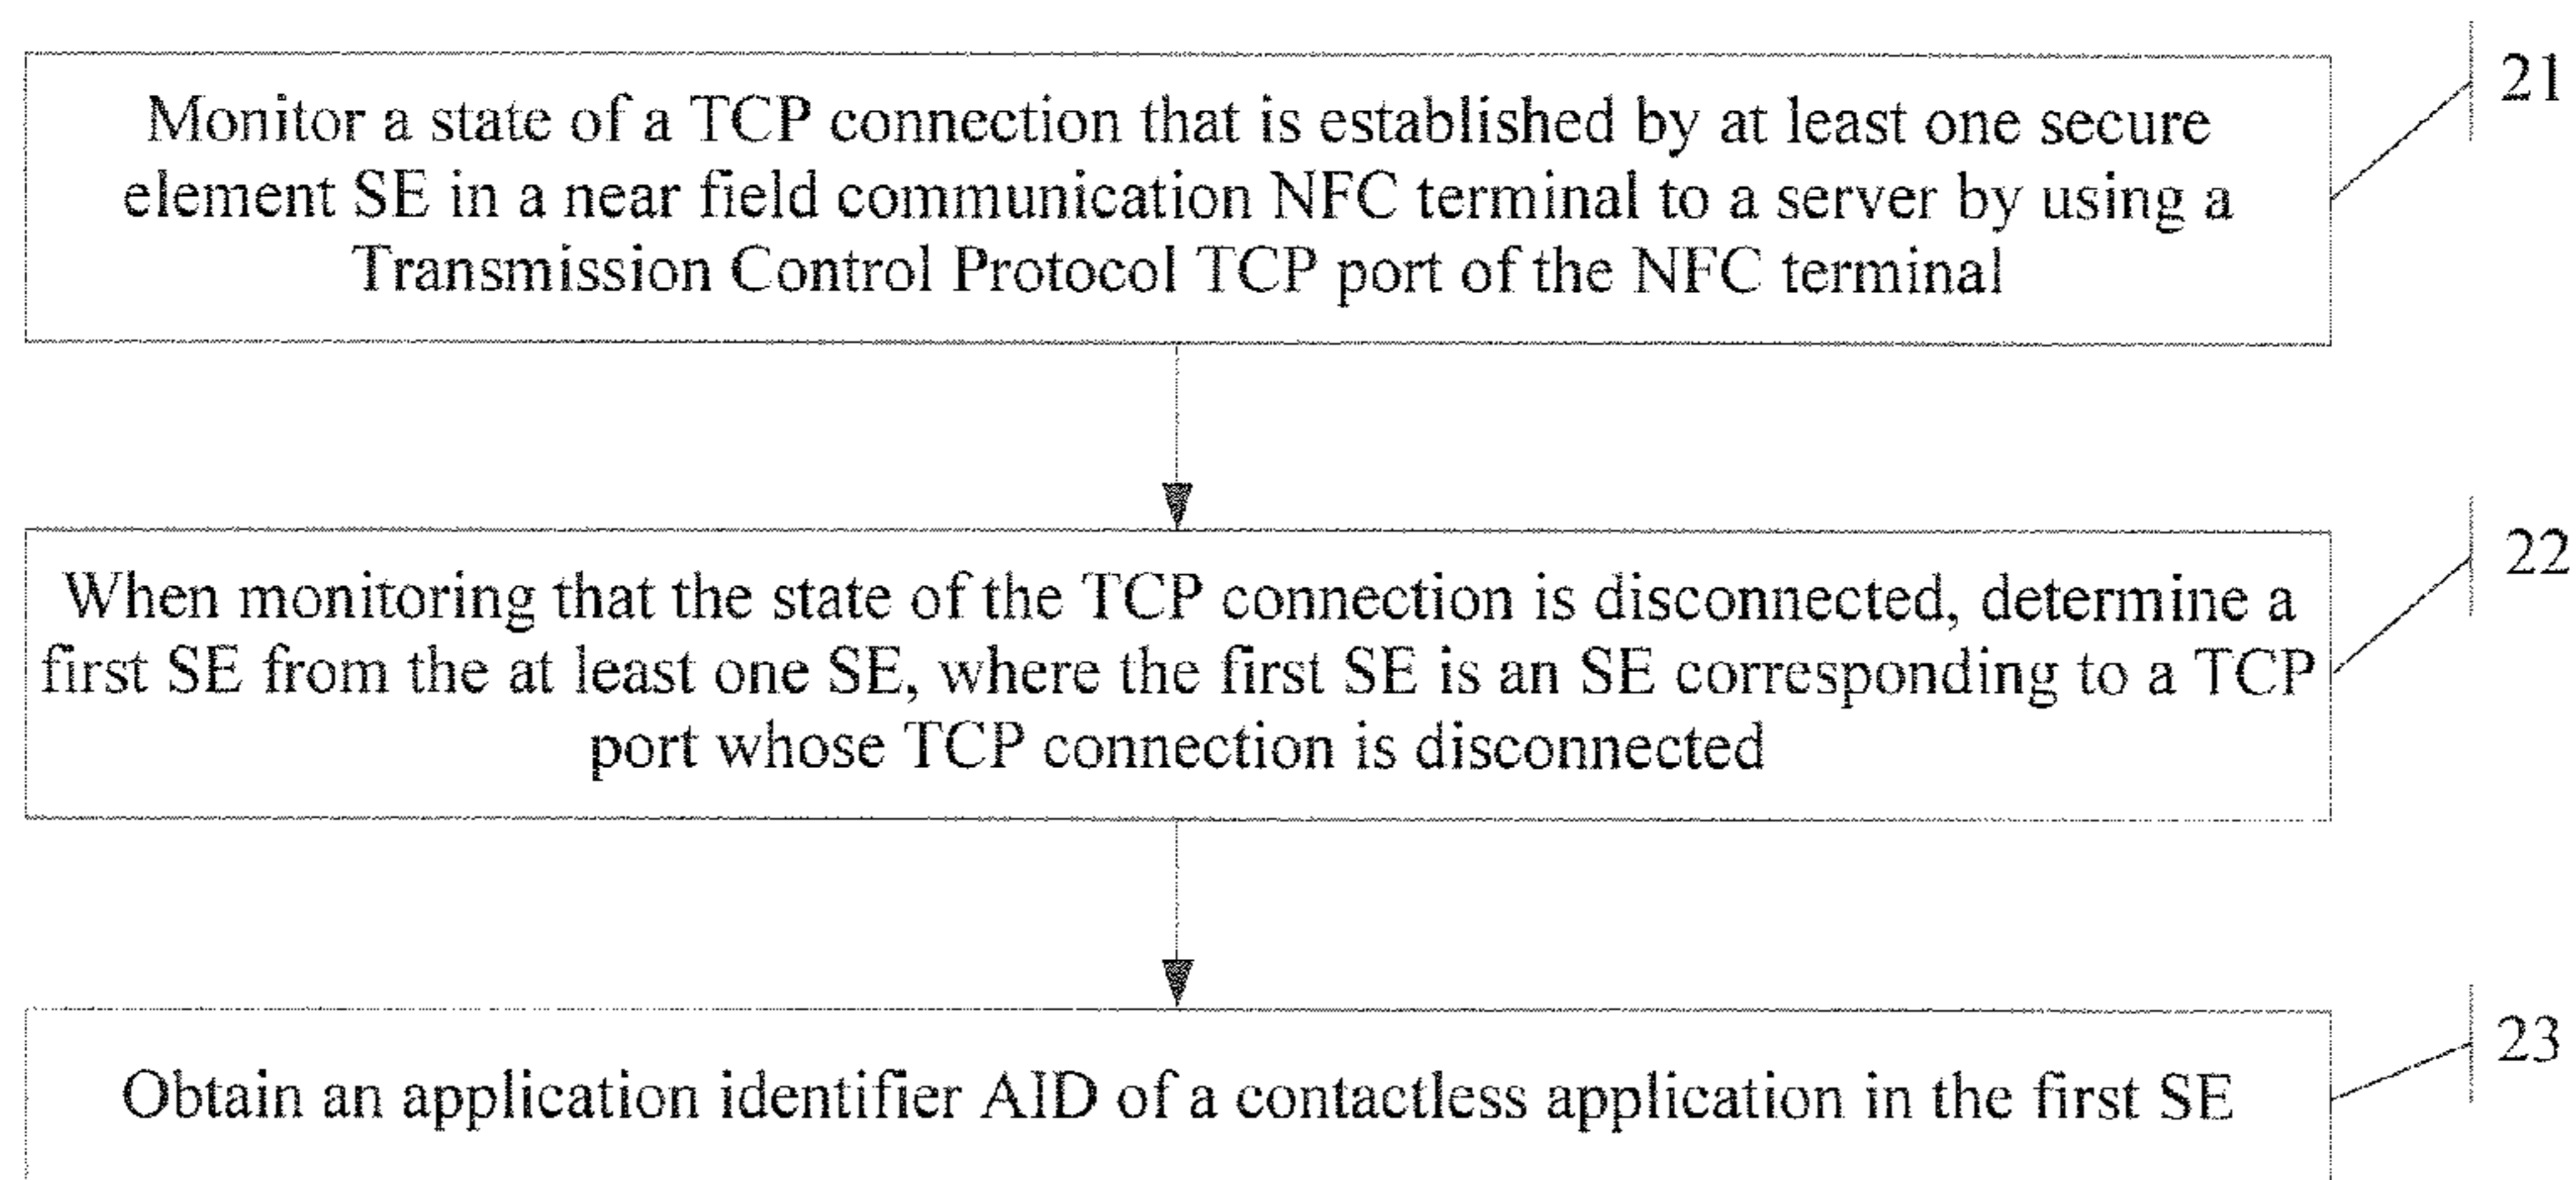 Monitor a state of a TCP connection that is established by at least one secure
element SE in a near field communication NFC terminal to a server by using a
Transmission Control Protocol TCP port of the NFC terminal
21
When monitoring that the state of the TCP connection is disconnected, determine a
first SE from the at least one SE, where the first SE is an SE corresponding to a TCP
port whose TCP connection is disconnected
22
Obtain an application identifier AID of a contactless application in the first SE
23